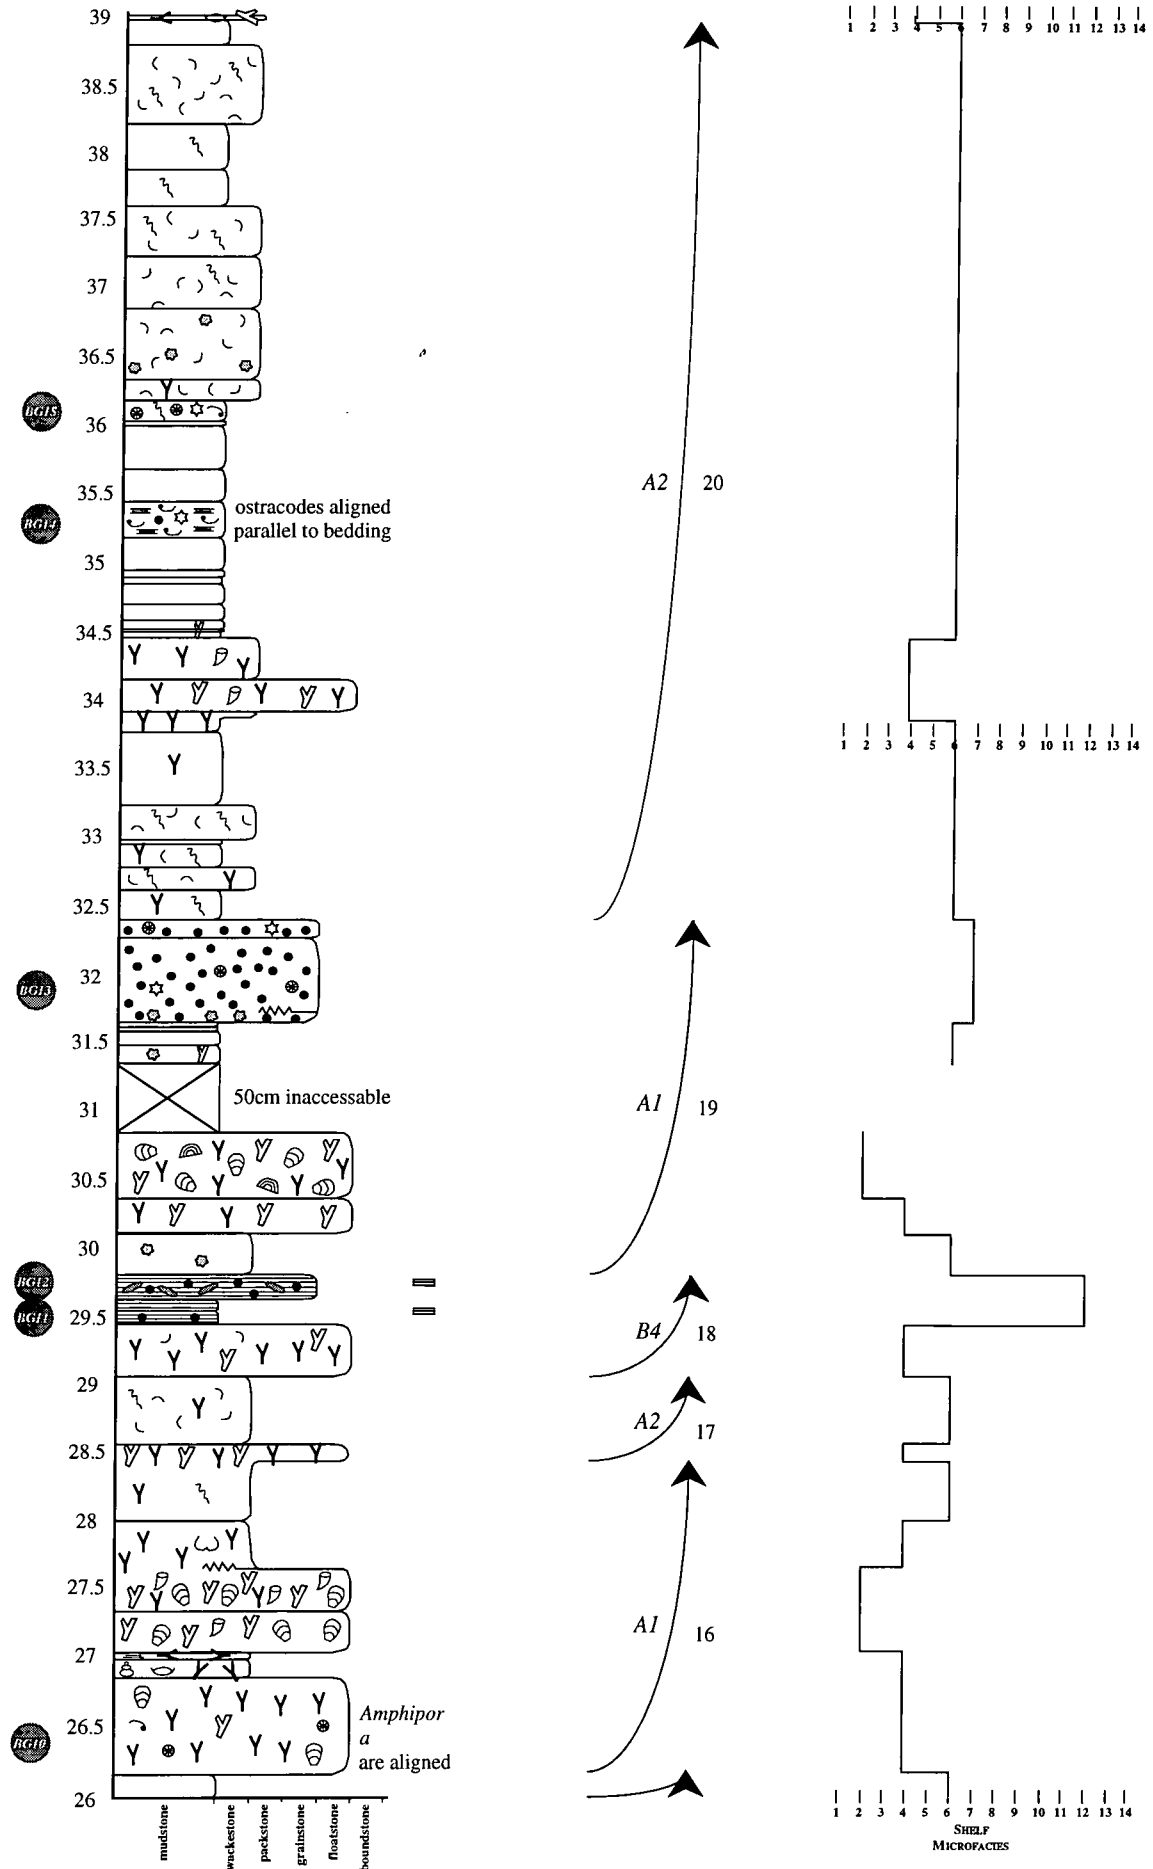 39
1 2 3 4 5 6 7 8 9 10 11 12 13 14
38.5
38
37.5
37
36.5
BG15
36
A2 20
35.5
BG14
ostracodes aligned
parallel to bedding
35
34.5
34
1 2 3 4 5 6 7 8 9 10 11 12 13 14
33.5
33
32.5
BG13
32
31.5
31
50cm inaccessable
A1 19
30.5
30
BG12
BG11
29.5
B4 18
29
A2 17
28.5
28
27.5
A1 16
27
BG10
26.5
Amphipor
a
are aligned
26
1 2 3 4 5 6 7 8 9 10 11 12 13 14
mudstone
wackestone
packstone
grainstone
floatstone
boundstone
SHELF
MICROFACIES